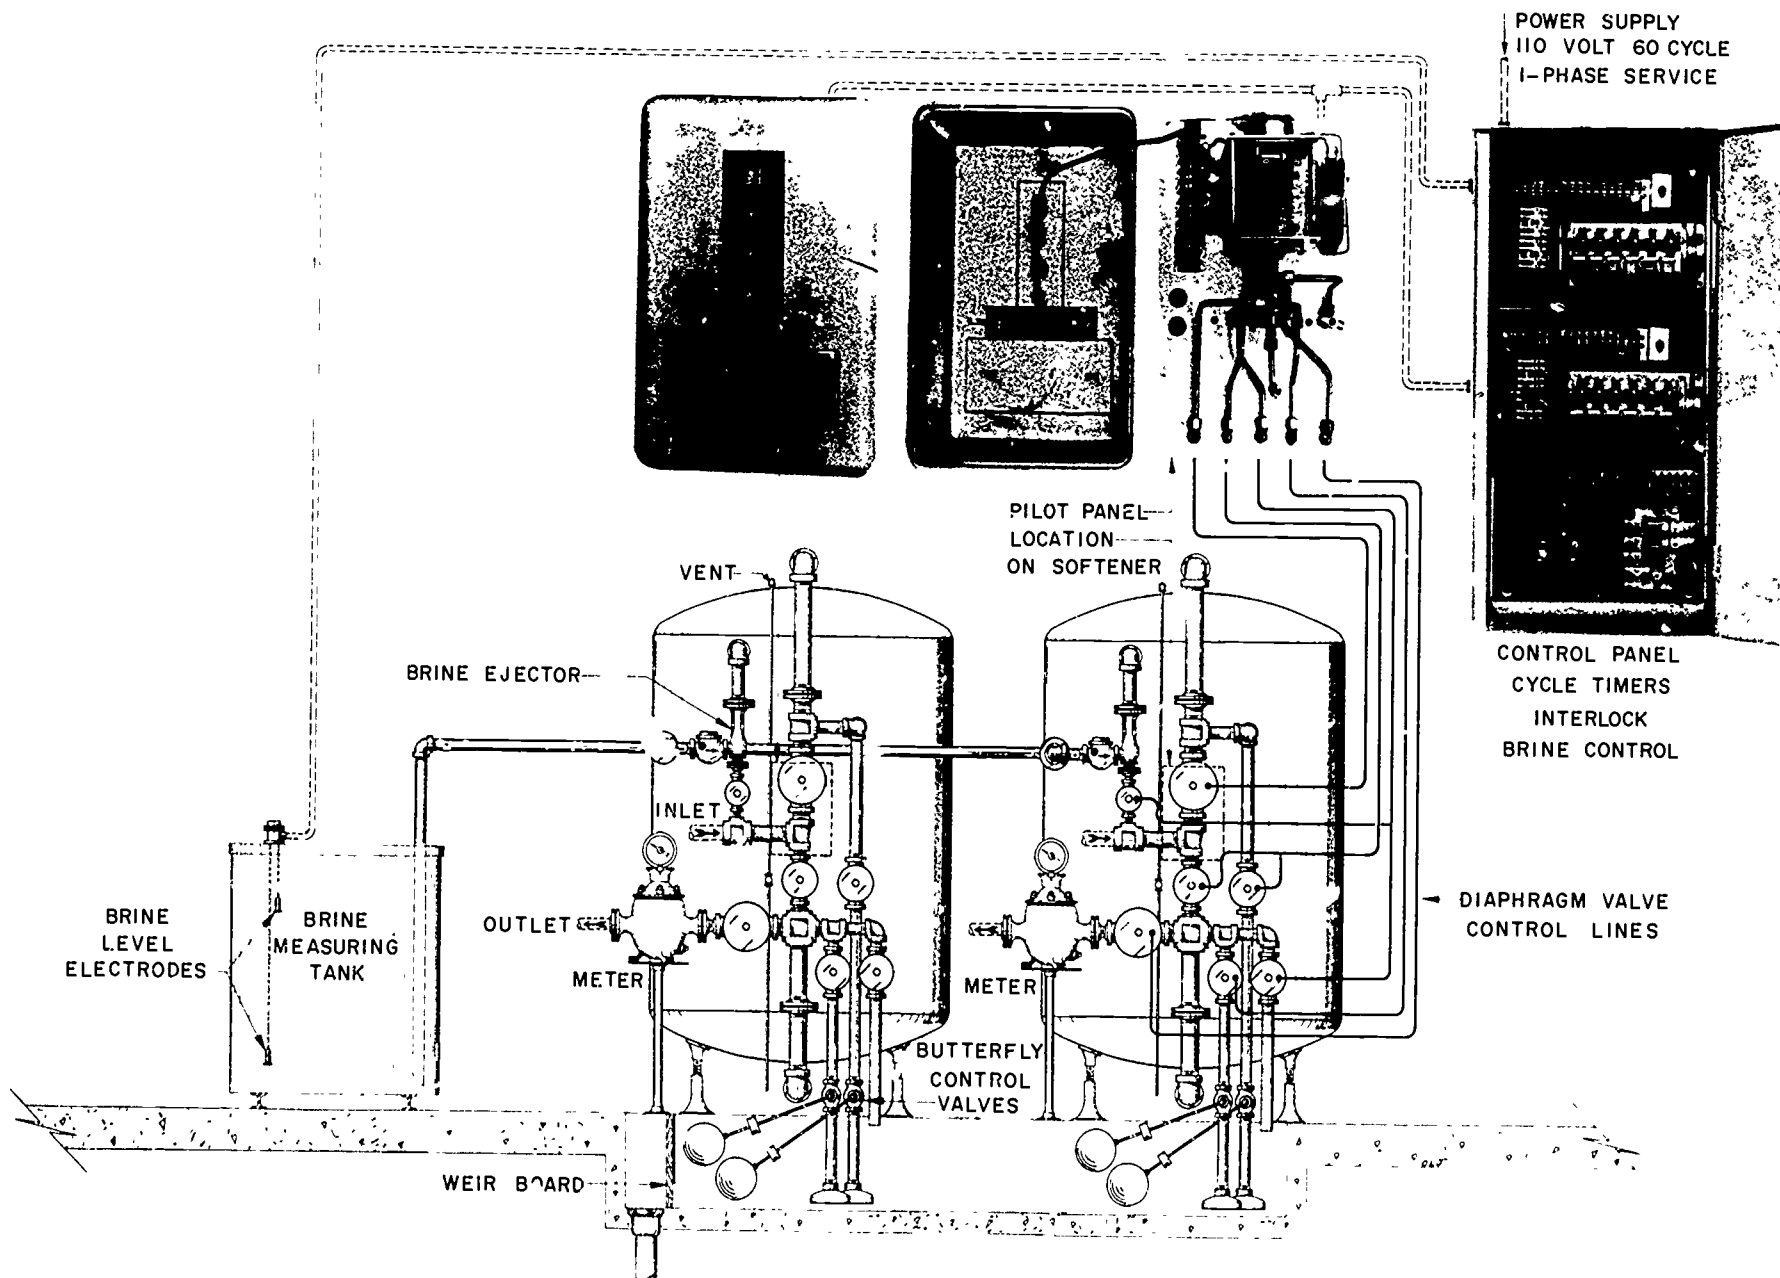 POWER SUPPLY
110 VOLT 60 CYCLE
1-PHASE SERVICE
PILOT PANEL
LOCATION
ON SOFTENER
VENT
BRINE EJECTOR
CONTROL PANEL
CYCLE TIMERS
INTERLOCK
BRINE CONTROL
INLET
BRINE
LEVEL
ELECTRODES
BRINE
MEASURING
TANK
OUTLET
METER
METER
DIAPHRAGM VALVE
CONTROL LINES
BUTTERFLY
CONTROL
VALVES
WEIR BOARD